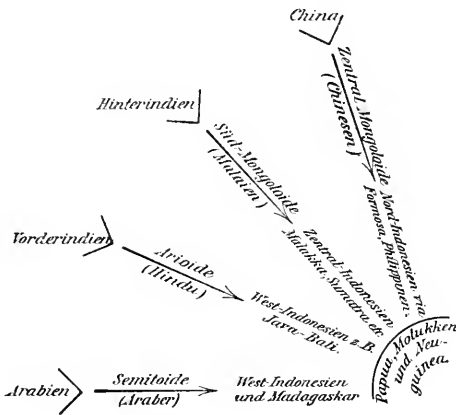 China
Zentral Mongoloide
(Chinesen)
Nord-Indonesien via
Formosa, Philippinen.
Hinterindien
Süd-Mongoloide
(Malaien)
Zentral-Indonesien
Malakka, Sumatra etc.
Vorderindien
Arioide
(Hindu)
West-Indonesien z.B.
Java-Bali.
Arabien
Semitoide
(Araber)
West-Indonesien
und Madagaskar
Papua, Molukken
und Neu-
guinea.